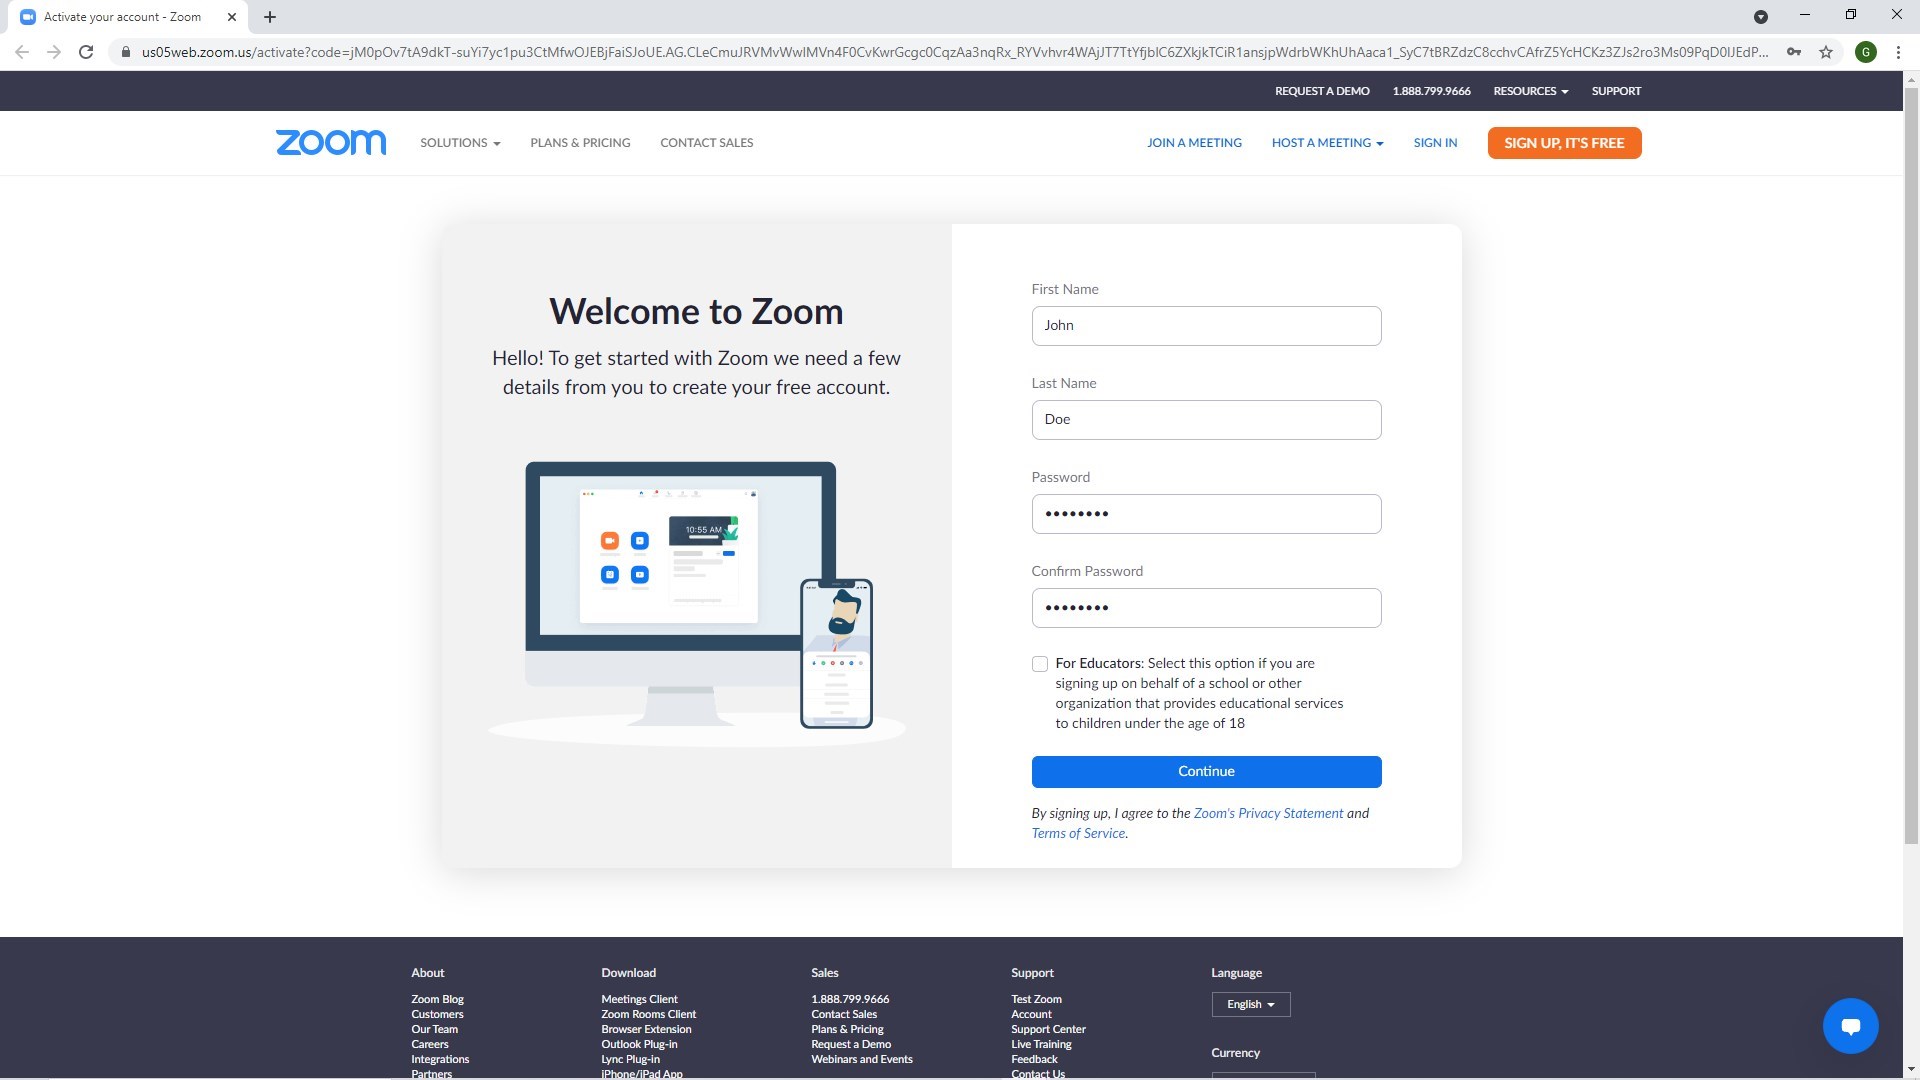 Activate your account - Zoom
us05web.zoom.us/activate?code=jM0pOv7tA9dkT-suYi7yc1pu3CtMfwOJEBjFaiSJoUE.AG.CLeCmuJRVMvWwIMVn4F0CvKwrGcgc0CqzAa3nqRx_RYVvhvr4WAjJT7TtYfjbIC6ZXkjkTCiR1ansjpWdrbWKhUhAaca1_SyC7tBRZdzC8cchvCAfrZ5YcHCKz3ZJs2ro3Ms09PqD0IJEdP...
G
REQUEST A DEMO 1.888.799.9666 RESOURCES SUPPORT
zoom SOLUTIONS PLANS & PRICING CONTACT SALES JOIN A MEETING HOST A MEETING SIGN IN SIGN UP, IT'S FREE
Welcome to Zoom
Hello! To get started with Zoom we need a few
details from you to create your free account.
10:55 AM
First Name
John
Last Name
Doe
Password
••••••••
Confirm Password
••••••••
For Educators: Select this option if you are
signing up on behalf of a school or other
organization that provides educational services
to children under the age of 18
Continue
By signing up, I agree to the Zoom's Privacy Statement and
Terms of Service.
About
Zoom Blog
Customers
Our Team
Careers
Integrations
Partners
Download
Meetings Client
Zoom Rooms Client
Browser Extension
Outlook Plug-in
Lync Plug-in
iPhone/iPad App
Sales
1.888.799.9666
Contact Sales
Plans & Pricing
Request a Demo
Webinars and Events
Support
Test Zoom
Account
Support Center
Live Training
Feedback
Contact Us
Language
English
Currency